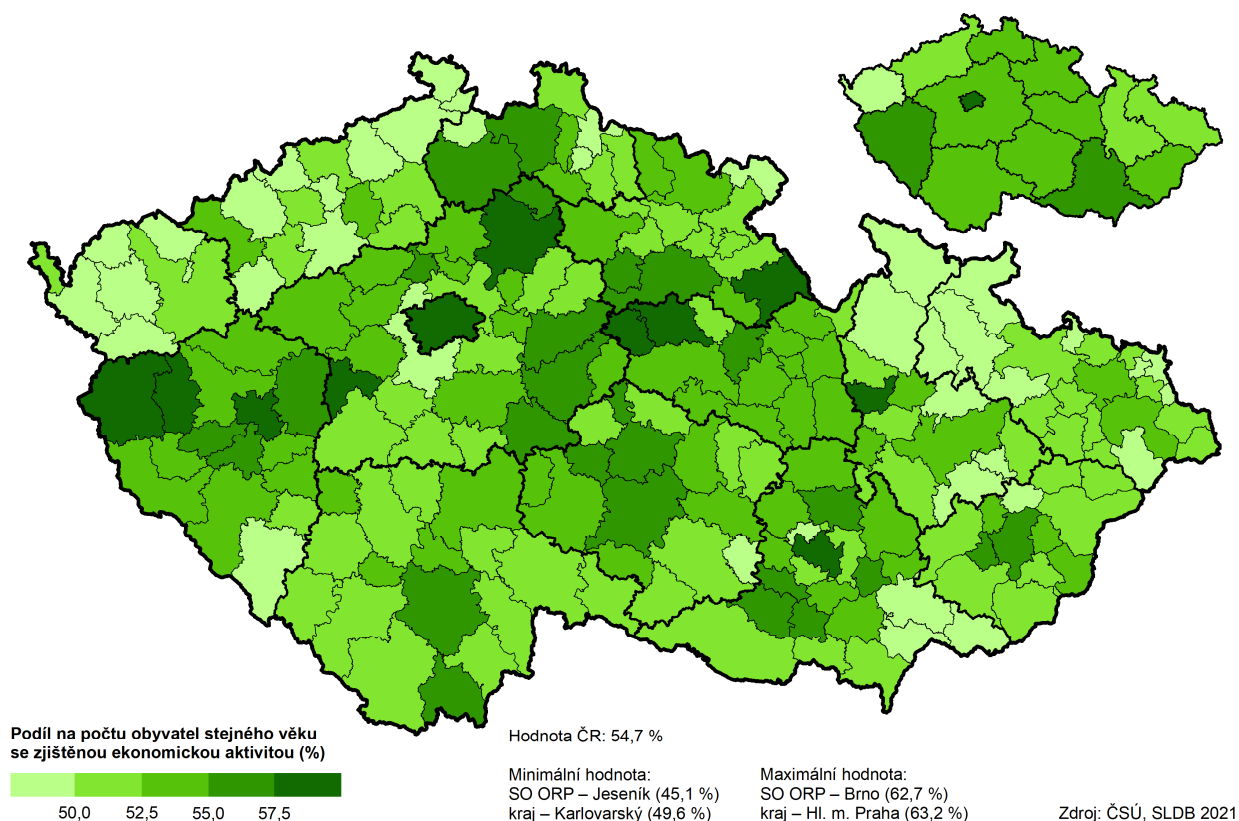 Podíl na počtu obyvatel stejného věku
se zjištěnou ekonomickou aktivitou (%)
50,0 52,5 55,0 57,5
Hodnota ČR: 54,7 %
Minimální hodnota:
SO ORP – Jeseník (45,1 %)
kraj – Karlovarský (49,6 %)
Maximální hodnota:
SO ORP – Brno (62,7 %)
kraj – Hl. m. Praha (63,2 %)
Zdroj: ČSÚ, SLDB 2021